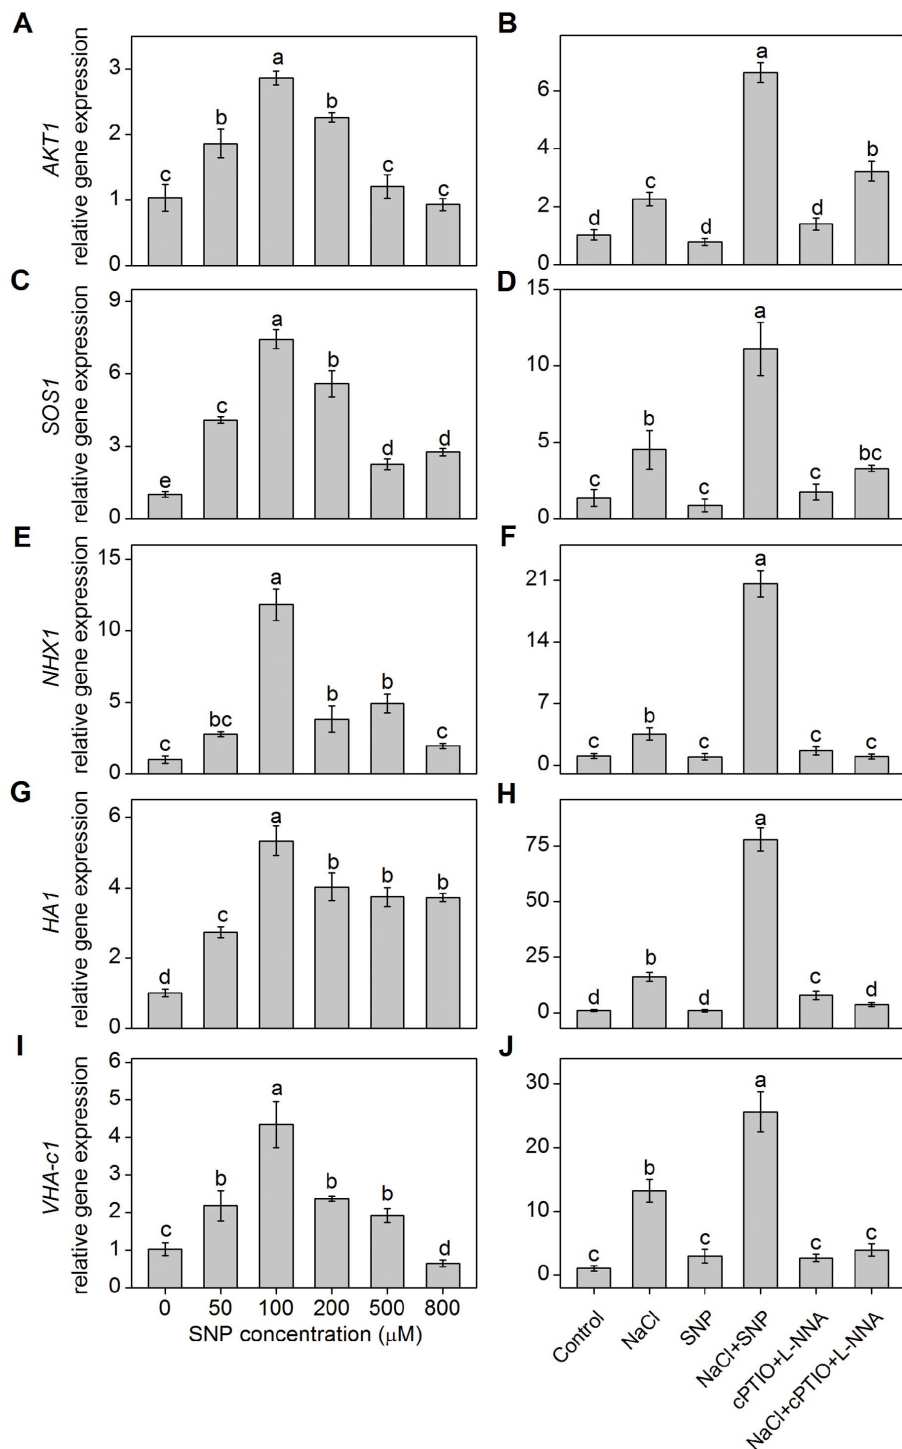 A
AKT1
relative gene expression
3
2
1
0
c
b
a
b
c
c
B
6
4
2
0
d
c
d
a
d
b
C
SOS1
relative gene expression
9
6
3
0
e
c
a
b
d
d
D
15
10
5
0
c
b
c
a
c
bc
E
NHX1
relative gene expression
15
10
5
0
c
bc
a
b
b
c
F
21
14
7
0
c
b
c
a
c
c
G
HA1
relative gene expression
6
4
2
0
d
c
a
b
b
b
H
75
50
25
0
d
b
d
a
c
d
I
VHA-c1
relative gene expression
6
5
4
3
2
1
0
c
b
a
b
b
d
0 50 100 200 500 800
SNP concentration (μM)
J
30
20
10
0
c
b
c
a
c
c
Control
NaCl
SNP
NaCl+SNP
cPTIO+L-NNA
NaCl+cPTIO+L-NNA